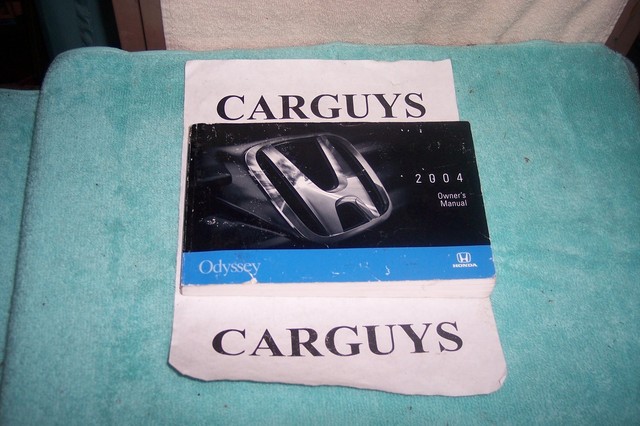 CARGUYS
2004
Owner's
Manual
Odyssey
HONDA
CARGUYS